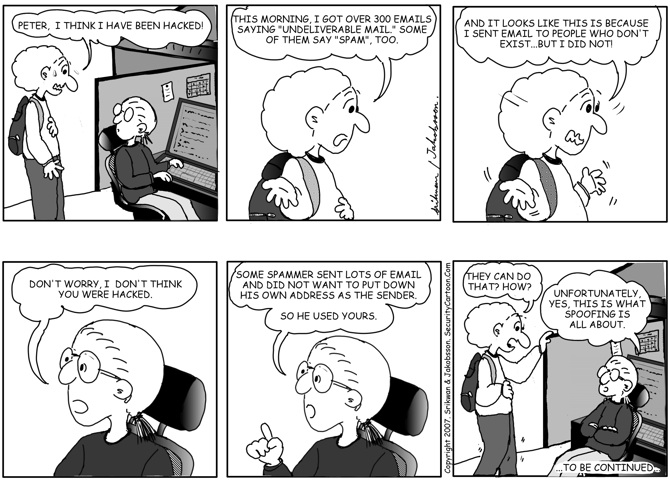 PETER, I THINK I HAVE BEEN HACKED!
THIS MORNING, I GOT OVER 300 EMAILS
SAYING "UNDELIVERABLE MAIL." SOME
OF THEM SAY "SPAM", TOO.
Srikwan / Jakobsson.
AND IT LOOKS LIKE THIS IS BECAUSE
I SENT EMAIL TO PEOPLE WHO DON'T
EXIST...BUT I DID NOT!
DON'T WORRY, I DON'T THINK
YOU WERE HACKED.
SOME SPAMMER SENT LOTS OF EMAIL
AND DID NOT WANT TO PUT DOWN
HIS OWN ADDRESS AS THE SENDER.
SO HE USED YOURS.
Copyright 2007. Srikwan & Jakobsson. SecurityCartoon.Com
THEY CAN DO
THAT? HOW?
UNFORTUNATELY,
YES, THIS IS WHAT
SPOOFING IS
ALL ABOUT.
...TO BE CONTINUED...